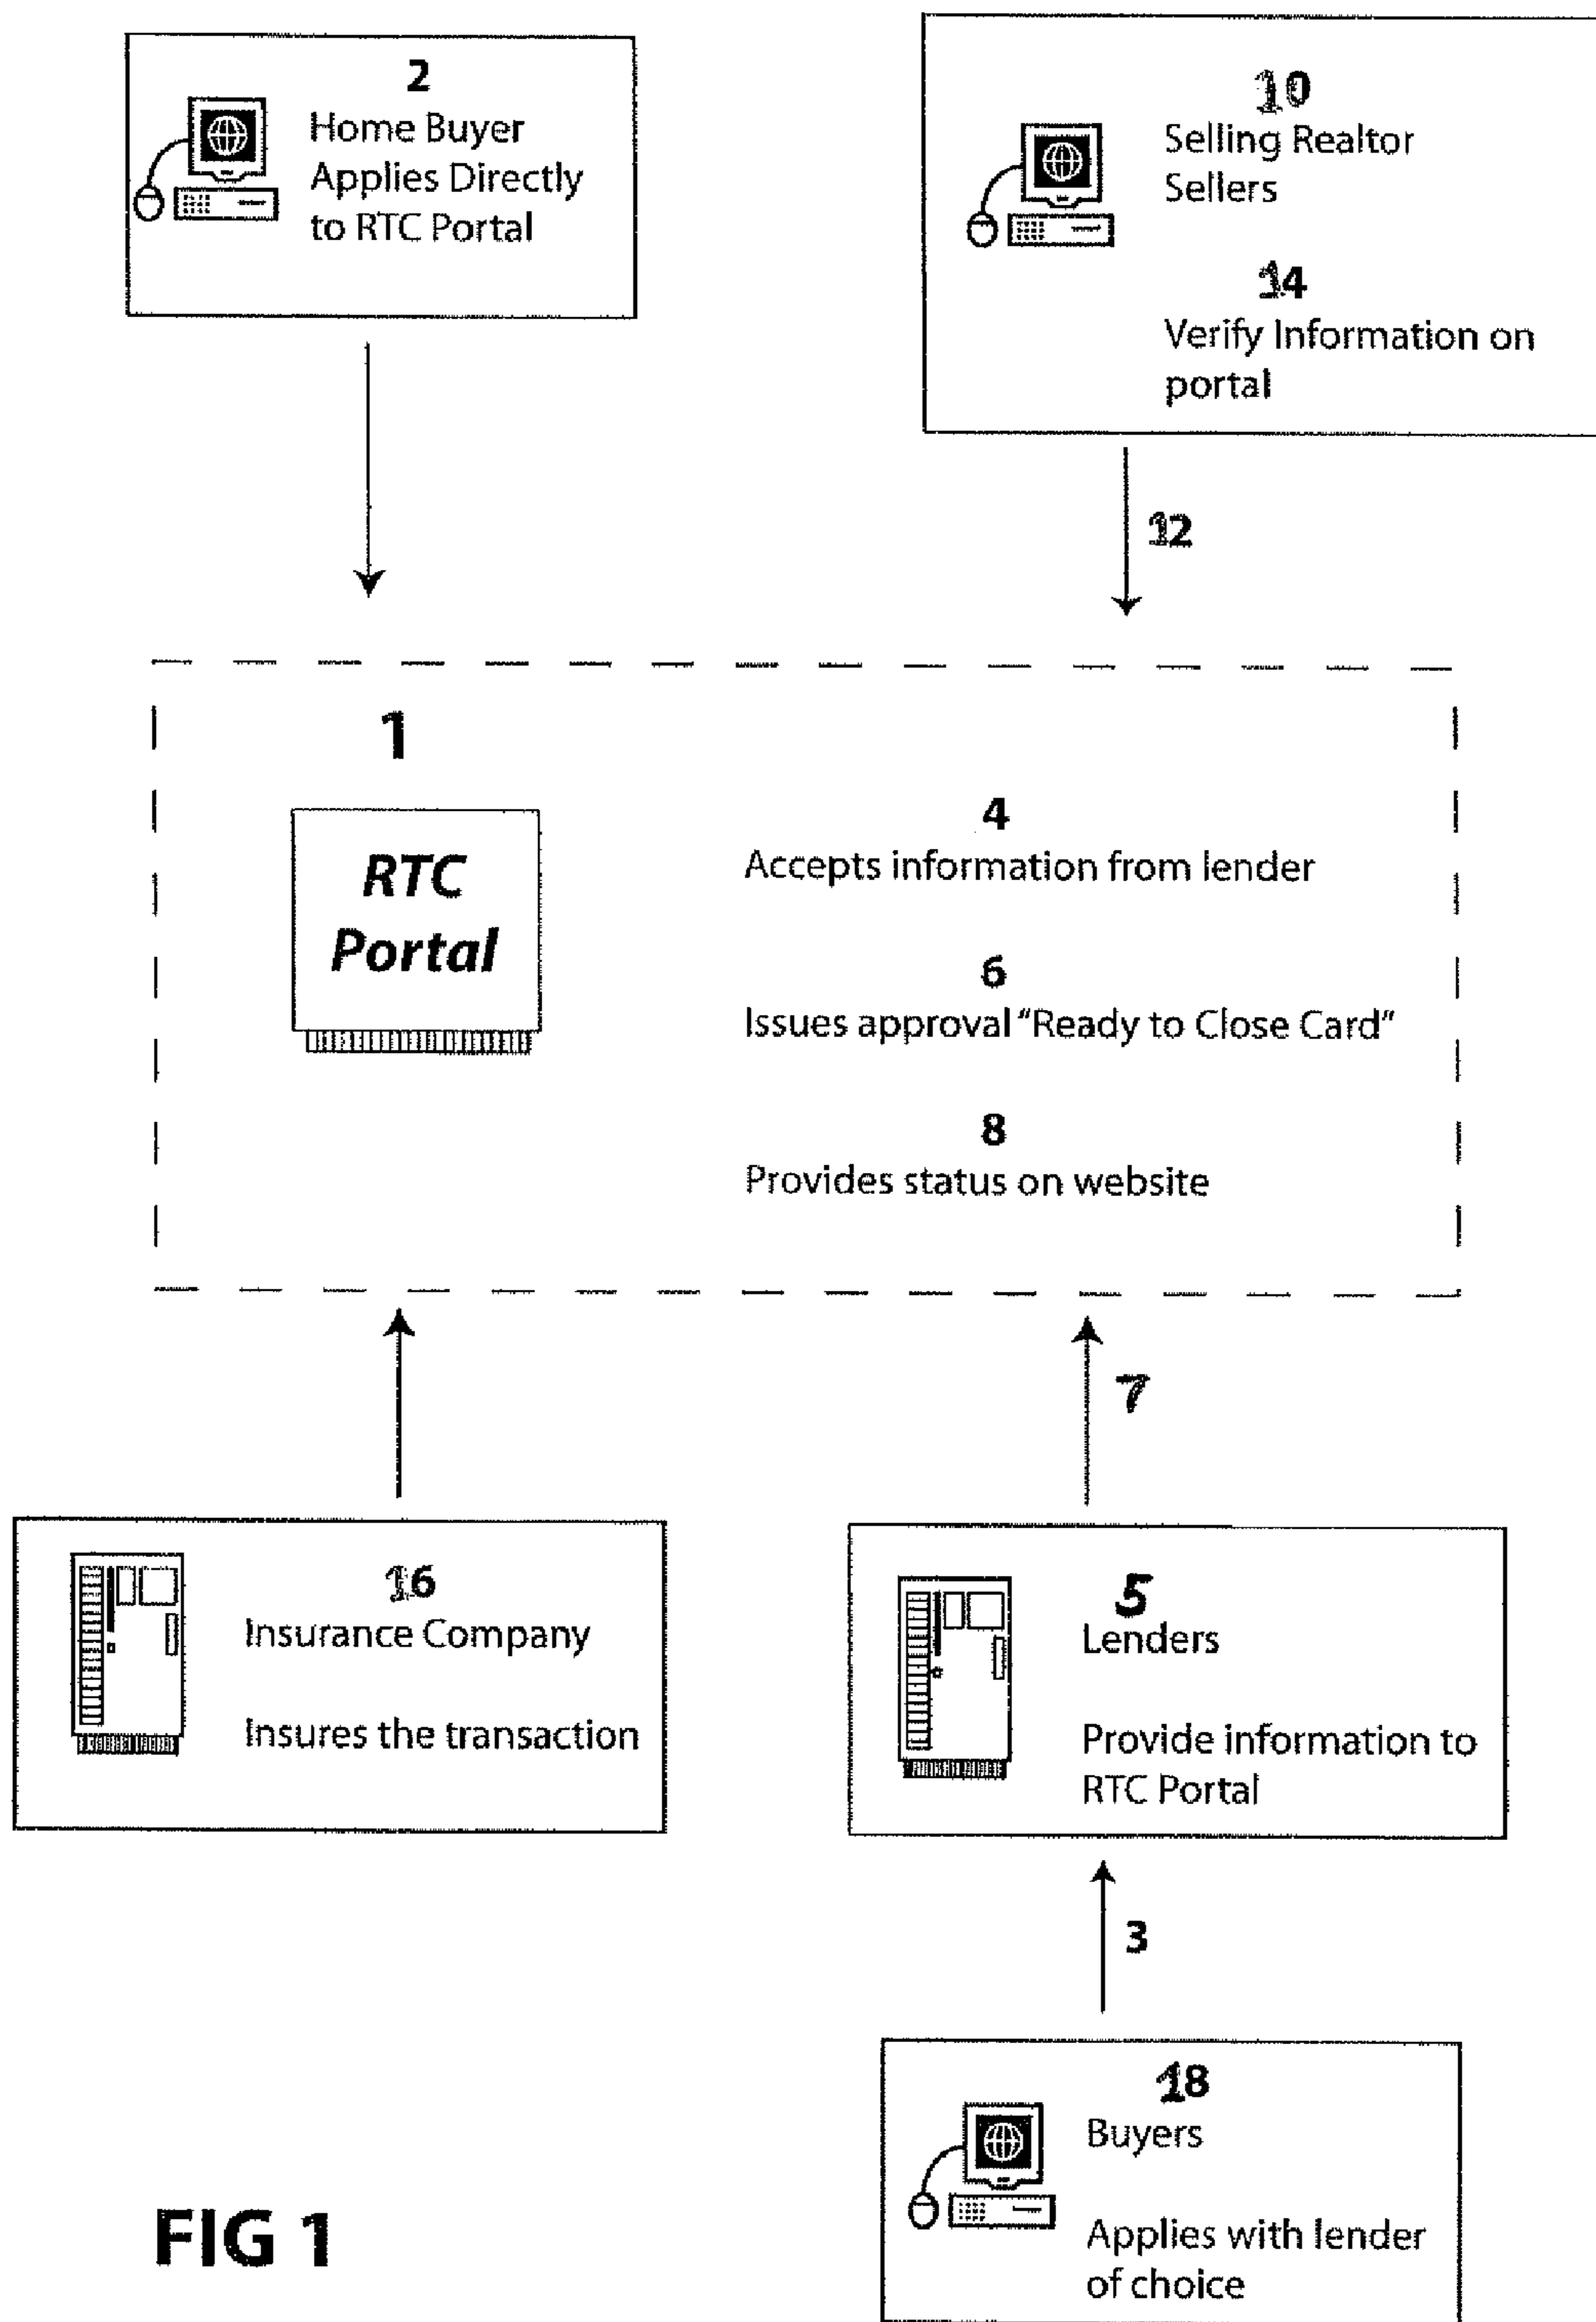 2
Home Buyer
Applies Directly
to RTC Portal
10
Selling Realtor
Sellers
14
Verify Information on
portal
12
1
RTC
Portal
4
Accepts information from lender
6
Issues approval "Ready to Close Card"
8
Provides status on website
7
16
Insurance Company
Insures the transaction
5
Lenders
Provide information to
RTC Portal
3
18
Buyers
Applies with lender
of choice
FIG 1